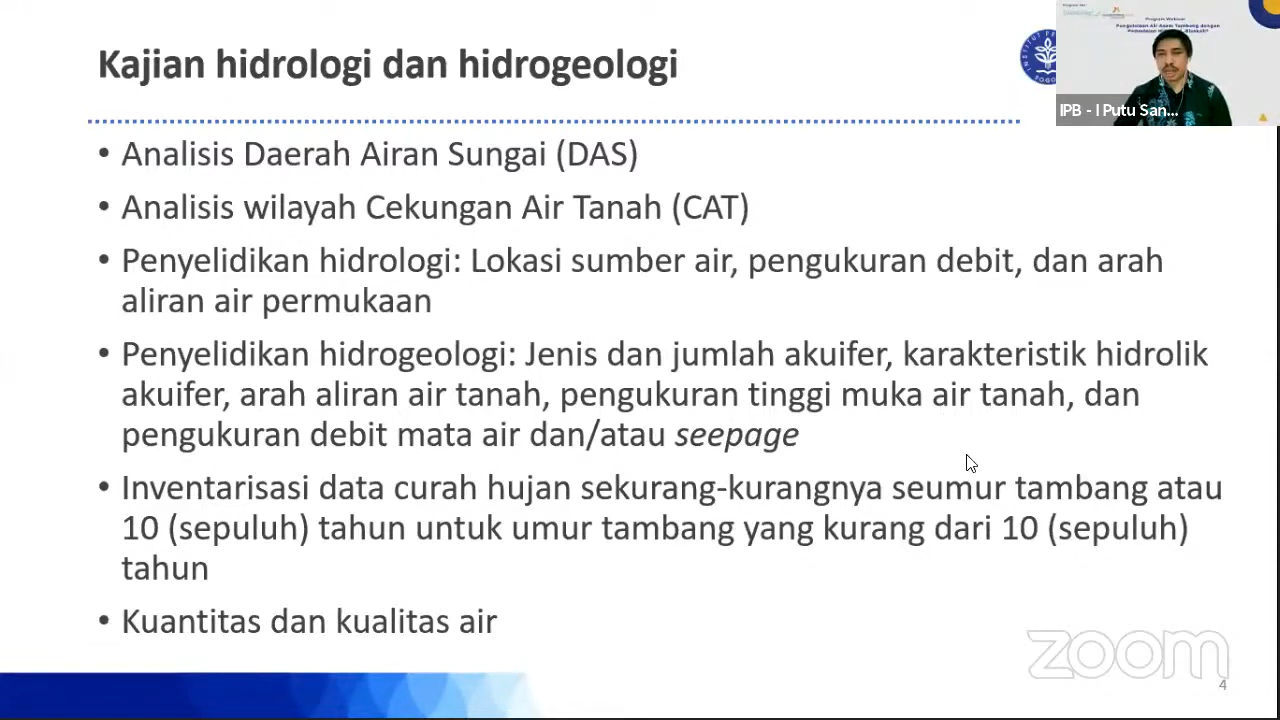 Kajian hidrologi dan hidrogeologi
Program Webinar
IPB - I Putu San...
• Analisis Daerah Airan Sungai (DAS)
• Analisis wilayah Cekungan Air Tanah (CAT)
• Penyelidikan hidrologi: Lokasi sumber air, pengukuran debit, dan arah
aliran air permukaan
• Penyelidikan hidrogeologi: Jenis dan jumlah akuifer, karakteristik hidrolik
akuifer, arah aliran air tanah, pengukuran tinggi muka air tanah, dan
pengukuran debit mata air dan/atau seepage
• Inventarisasi data curah hujan sekurang-kurangnya seumur tambang atau
10 (sepuluh) tahun untuk umur tambang yang kurang dari 10 (sepuluh)
tahun
• Kuantitas dan kualitas air
zoom
4